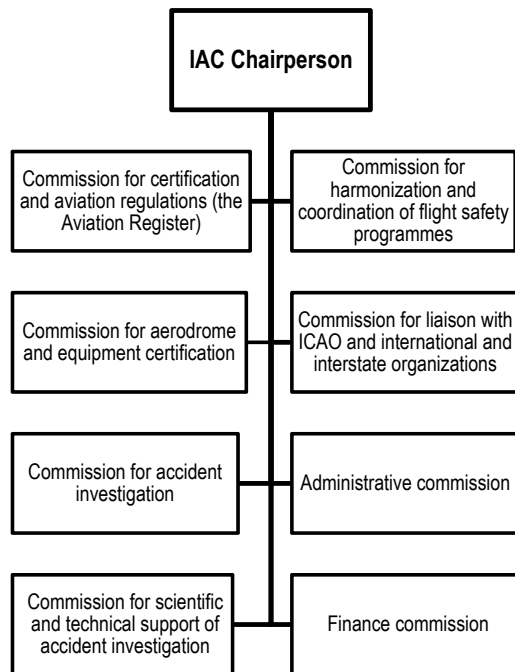 IAC Chairperson
Commission for certification
and aviation regulations (the
Aviation Register)
Commission for
harmonization and
coordination of flight safety
programmes
Commission for aerodrome
and equipment certification
Commission for liaison with
ICAO and international and
interstate organizations
Commission for accident
investigation
Administrative commission
Commission for scientific
and technical support of
accident investigation
Finance commission